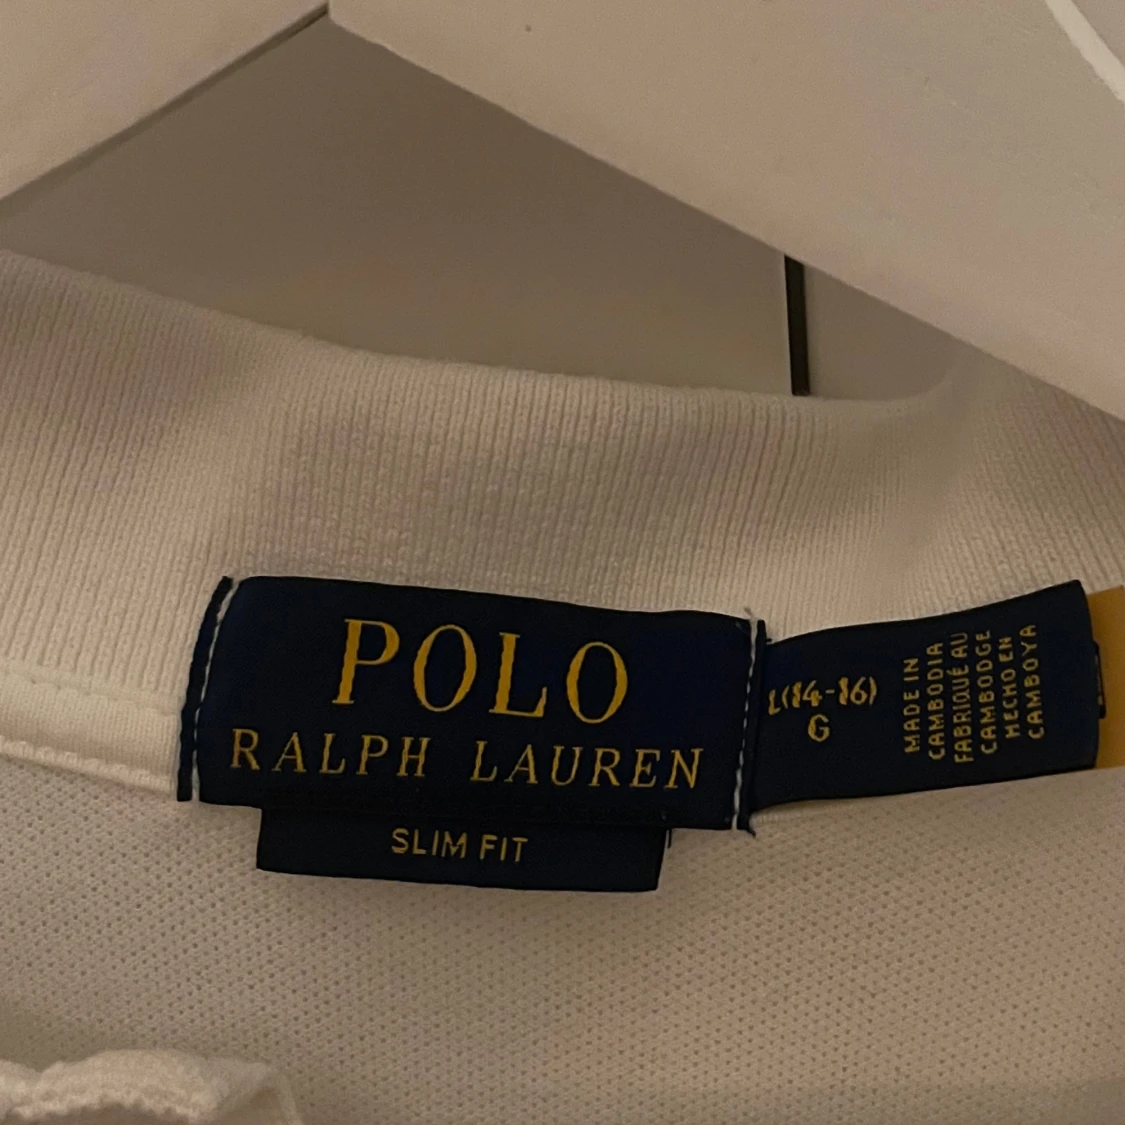 POLO
RALPH LAUREN
SLIM FIT
L(14-16)
G
MADE IN
CAMBODIA
FABRIQUÉ AU
CAMBODGE
HECHO EN
CAMBOYA